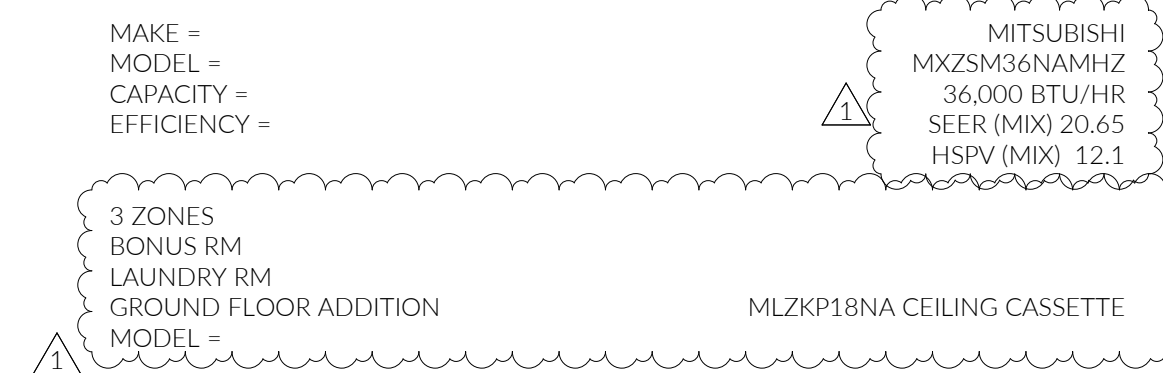 MAKE = MITSUBISHI
MODEL = MXZSM36NAMHZ
CAPACITY = 36,000 BTU/HR
1
EFFICIENCY = SEER (MIX) 20.65
HSPV (MIX) 12.1
3 ZONES
BONUS RM
LAUNDRY RM
GROUND FLOOR ADDITION MLZKP18NA CEILING CASSETTE
MODEL =
1